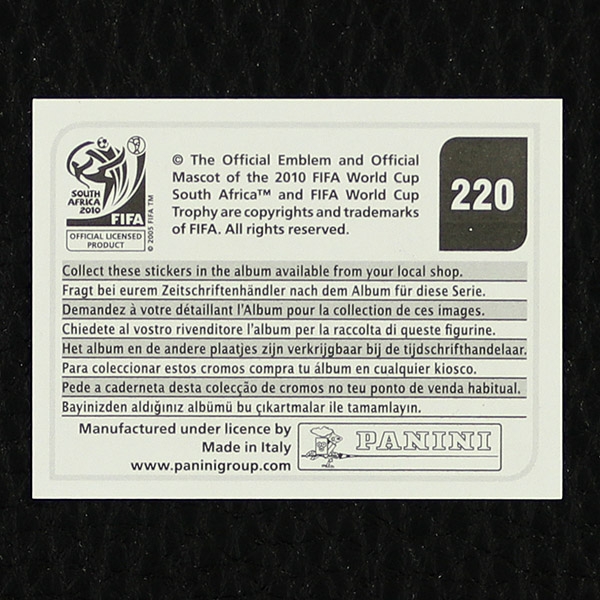 SOUTH
AFRICA
2010
FIFA
OFFICIAL LICENSED
PRODUCT
© 2005 FIFA TM
© The Official Emblem and Official
Mascot of the 2010 FIFA World Cup
South Africa™ and FIFA World Cup
Trophy are copyrights and trademarks
of FIFA. All rights reserved.
220
Collect these stickers in the album available from your local shop.
Fragt bei eurem Zeitschriftenhändler nach dem Album für diese Serie.
Demandez à votre détaillant l'Album pour la collection de ces images.
Chiedete al vostro rivenditore l'album per la raccolta di queste figurine.
Het album en de andere plaatjes zijn verkrijgbaar bij de tijdschrifthandelaar.
Para coleccionar estos cromos compra tu álbum en cualquier kiosco.
Pede a caderneta desta colecção de cromos no teu ponto de venda habitual.
Bayinizden aldığınız albümü bu çıkartmalar ile tamamlayın.
Manufactured under licence by
Made in Italy
www.paninigroup.com
PANINI